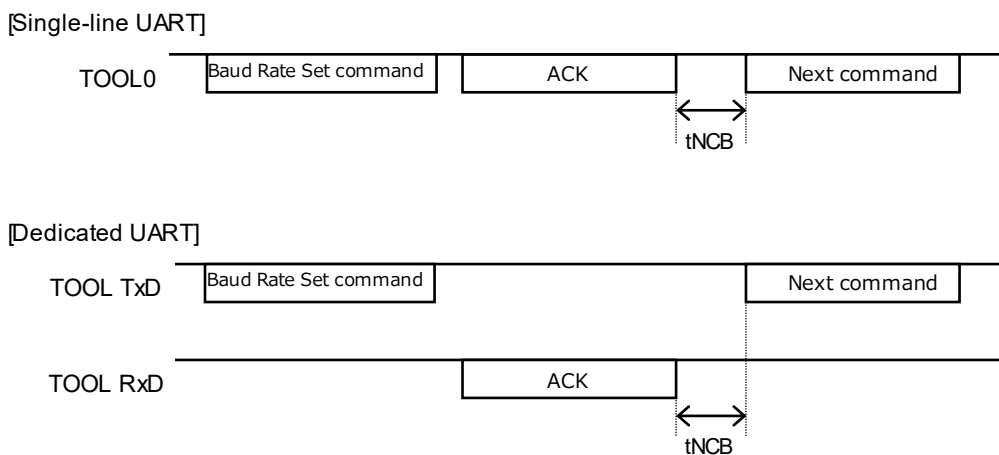 [Single-line UART]
TOOL0 Baud Rate Set command ACK Next command
tNCB
[Dedicated UART]
TOOL TxD Baud Rate Set command Next command
TOOL RxD ACK
tNCB